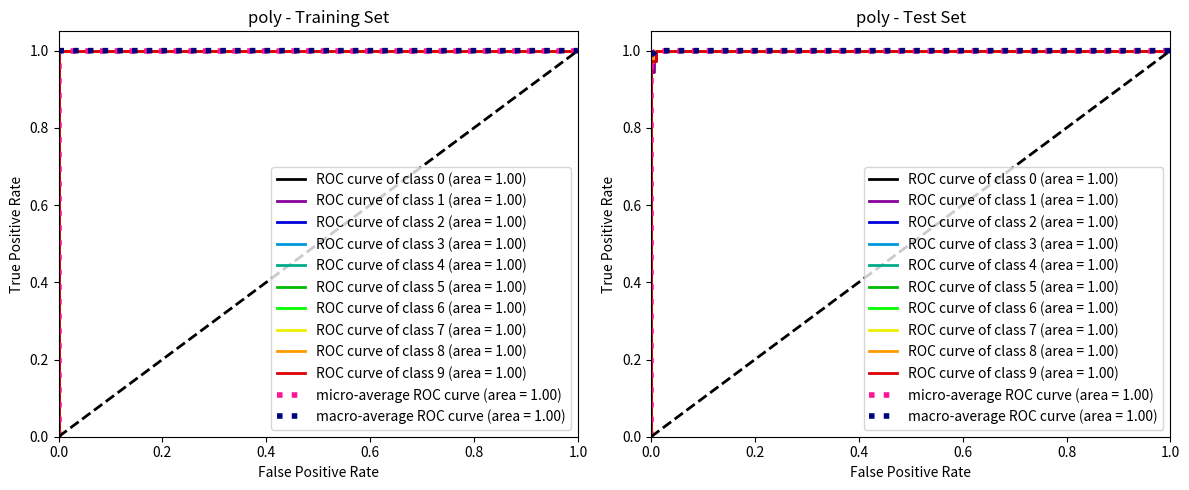 poly - Training Set
True Positive Rate
1.0
0.8
0.6
0.4
0.2
0.0
ROC curve of class 0 (area = 1.00)
ROC curve of class 1 (area = 1.00)
ROC curve of class 2 (area = 1.00)
ROC curve of class 3 (area = 1.00)
ROC curve of class 4 (area = 1.00)
ROC curve of class 5 (area = 1.00)
ROC curve of class 6 (area = 1.00)
ROC curve of class 7 (area = 1.00)
ROC curve of class 8 (area = 1.00)
ROC curve of class 9 (area = 1.00)
micro-average ROC curve (area = 1.00)
macro-average ROC curve (area = 1.00)
0.0 0.2 0.4 0.6 0.8 1.0
False Positive Rate
poly - Test Set
True Positive Rate
1.0
0.8
0.6
0.4
0.2
0.0
ROC curve of class 0 (area = 1.00)
ROC curve of class 1 (area = 1.00)
ROC curve of class 2 (area = 1.00)
ROC curve of class 3 (area = 1.00)
ROC curve of class 4 (area = 1.00)
ROC curve of class 5 (area = 1.00)
ROC curve of class 6 (area = 1.00)
ROC curve of class 7 (area = 1.00)
ROC curve of class 8 (area = 1.00)
ROC curve of class 9 (area = 1.00)
micro-average ROC curve (area = 1.00)
macro-average ROC curve (area = 1.00)
0.0 0.2 0.4 0.6 0.8 1.0
False Positive Rate